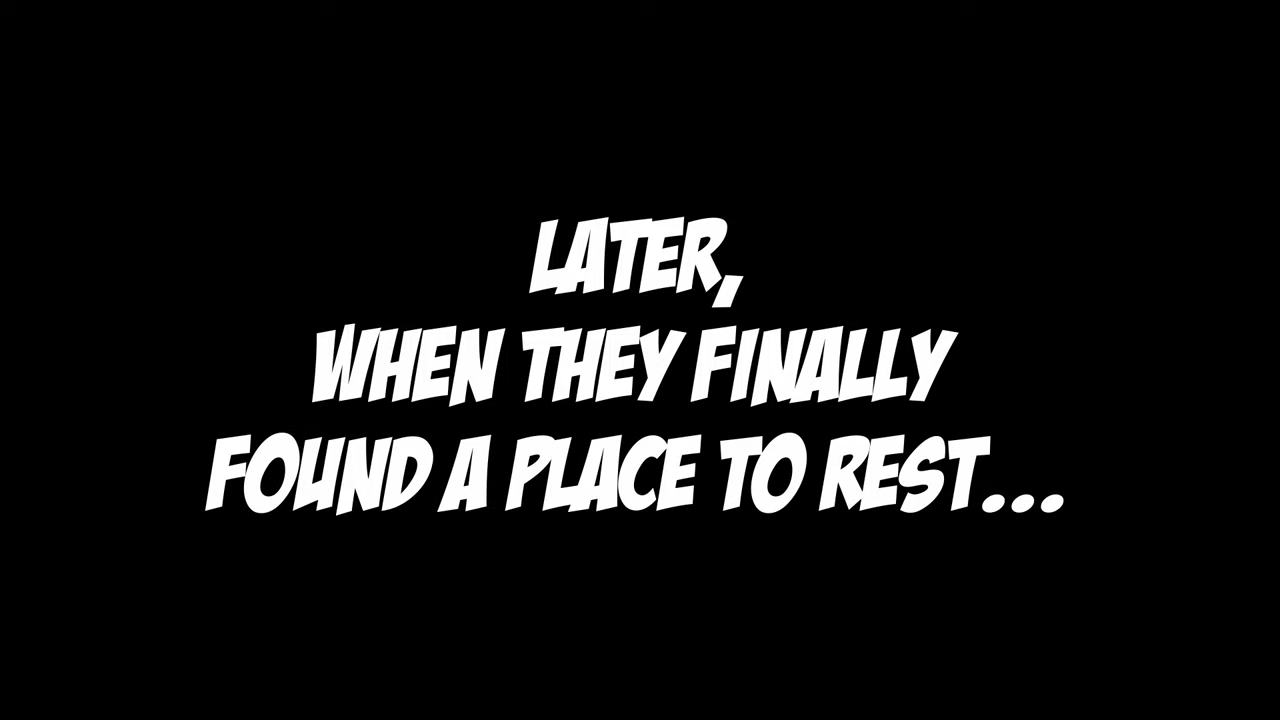 LATER,
WHEN THEY FINALLY
FOUND A PLACE TO REST...